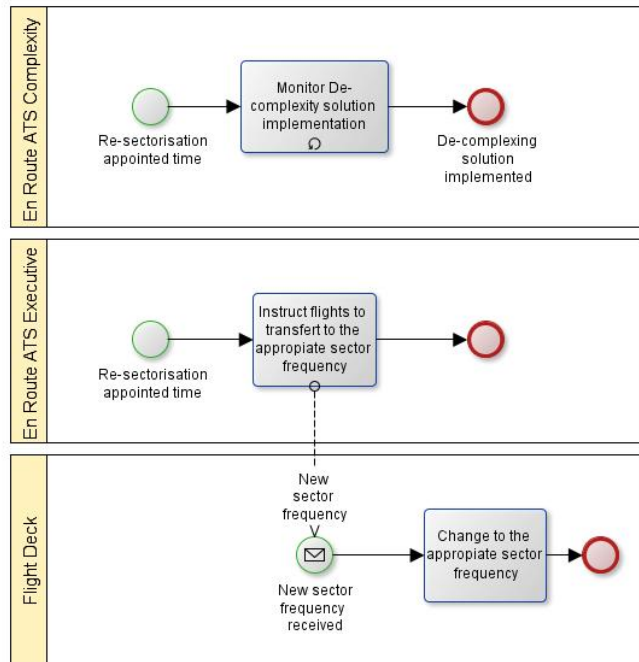 En Route ATS Complexity
Monitor De-
complexity solution
implementation
Re-sectorisation
appointed time
De-complexing
solution
implemented
En Route ATS Executive
Instruct flights to
transfert to the
appropiate sector
frequency
Re-sectorisation
appointed time
Flight Deck
New
sector
frequency
New sector
frequency
received
Change to the
appropiate sector
frequency